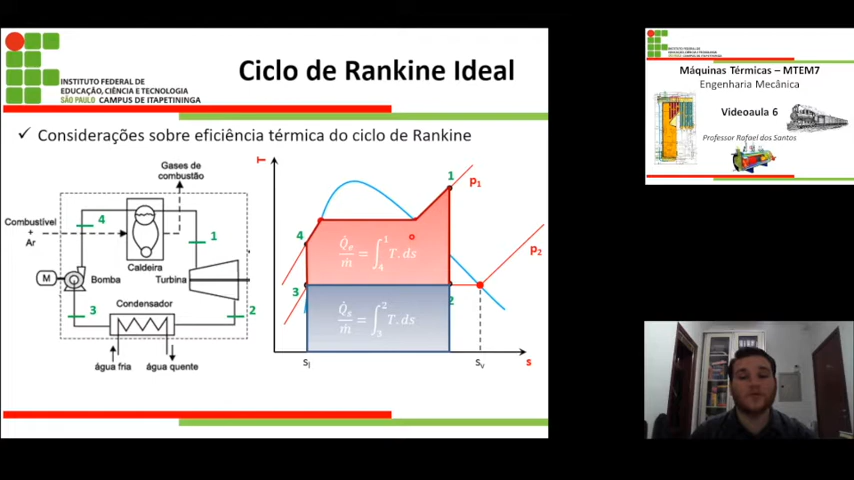 INSTITUTO FEDERAL DE
EDUCAÇÃO, CIÊNCIA E TECNOLOGIA
SÃO PAULO CAMPUS DE ITAPETININGA
Ciclo de Rankine Ideal
✓ Considerações sobre eficiência térmica do ciclo de Rankine
Gases de
combustão
Combustível
+
Ar
4
1
Caldeira
M
Bomba
Turbina
3
Condensador
2
água fria
água quente
T
1
p₁
4
Q̇ₑ/ṁ = ∫₄¹ T.ds
p₂
3
2
Q̇ₛ/ṁ = ∫₃² T.ds
sₗ
sᵥ
s
Máquinas Térmicas – MTEM7
Engenharia Mecânica
Videoaula 6
Professor Rafael dos Santos